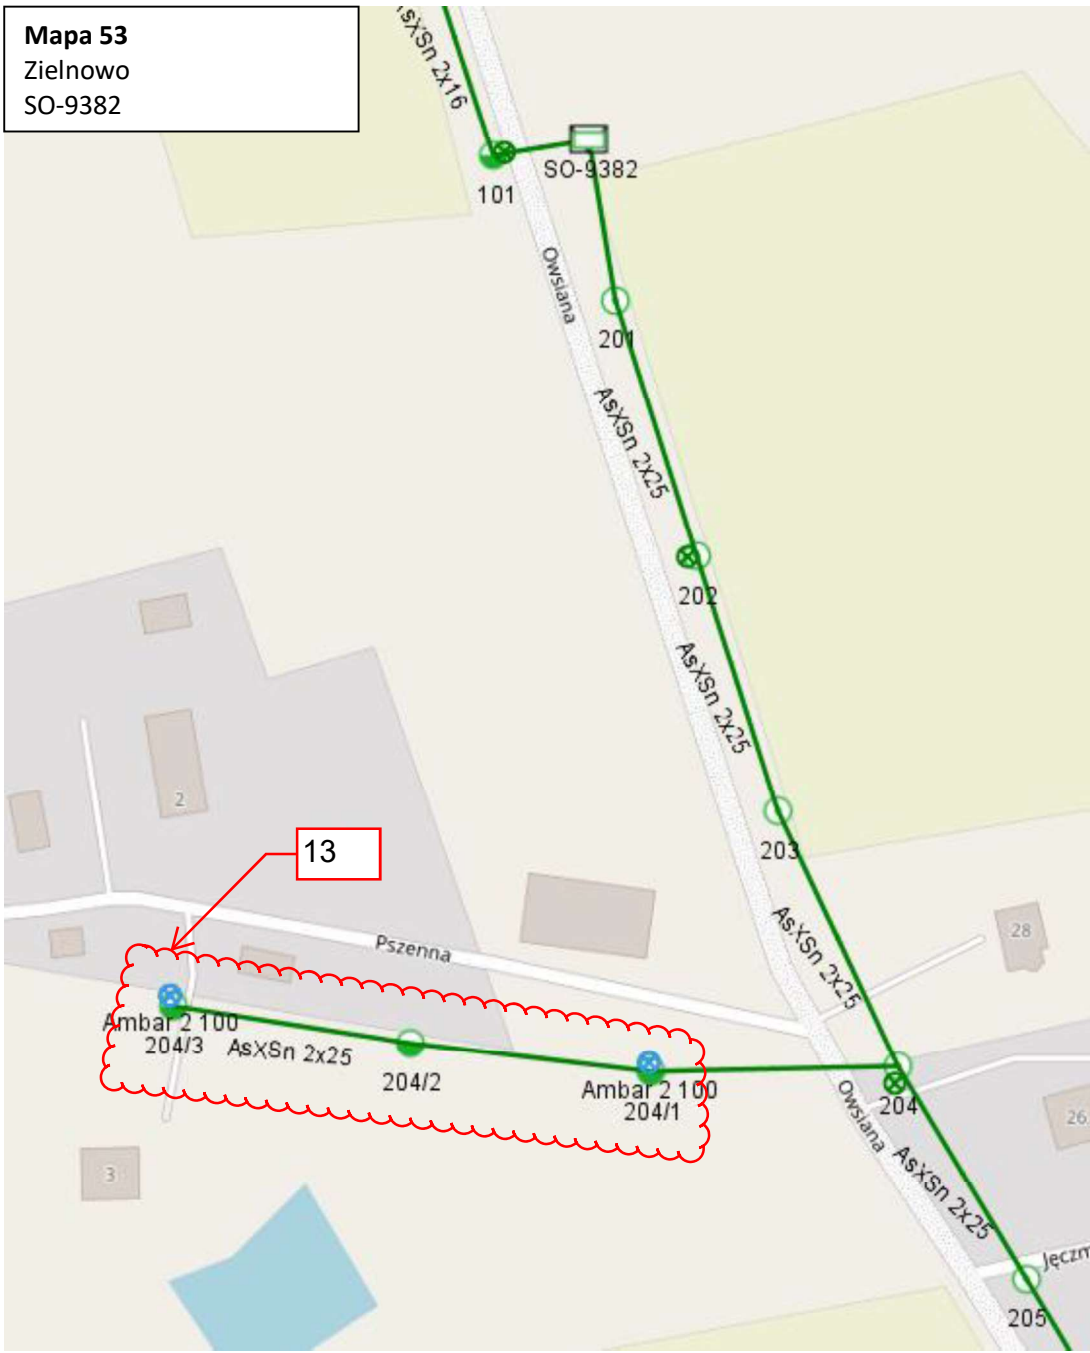 Mapa 53
Zielnowo
SO-9382
AsXSn 2x16
SO-9382
101
Owsiana
201
AsXSn 2x25
202
AsXSn 2x25
2
203
13
AsXSn 2x25
28
Pszenna
Ambar 2 100
204/3
AsXSn 2x25
204/2
Ambar 2 100
204/1
Owsiana
204
26
AsXSn 2x25
3
Jęczm
205